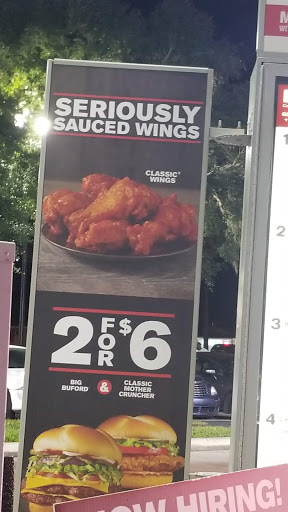 SERIOUSLY
SAUCED WINGS
CLASSIC®
WINGS
2 FOR $6
BIG
BUFORD®
&
CLASSIC
MOTHER
CRUNCHER
HIRING!
1
2
3
4